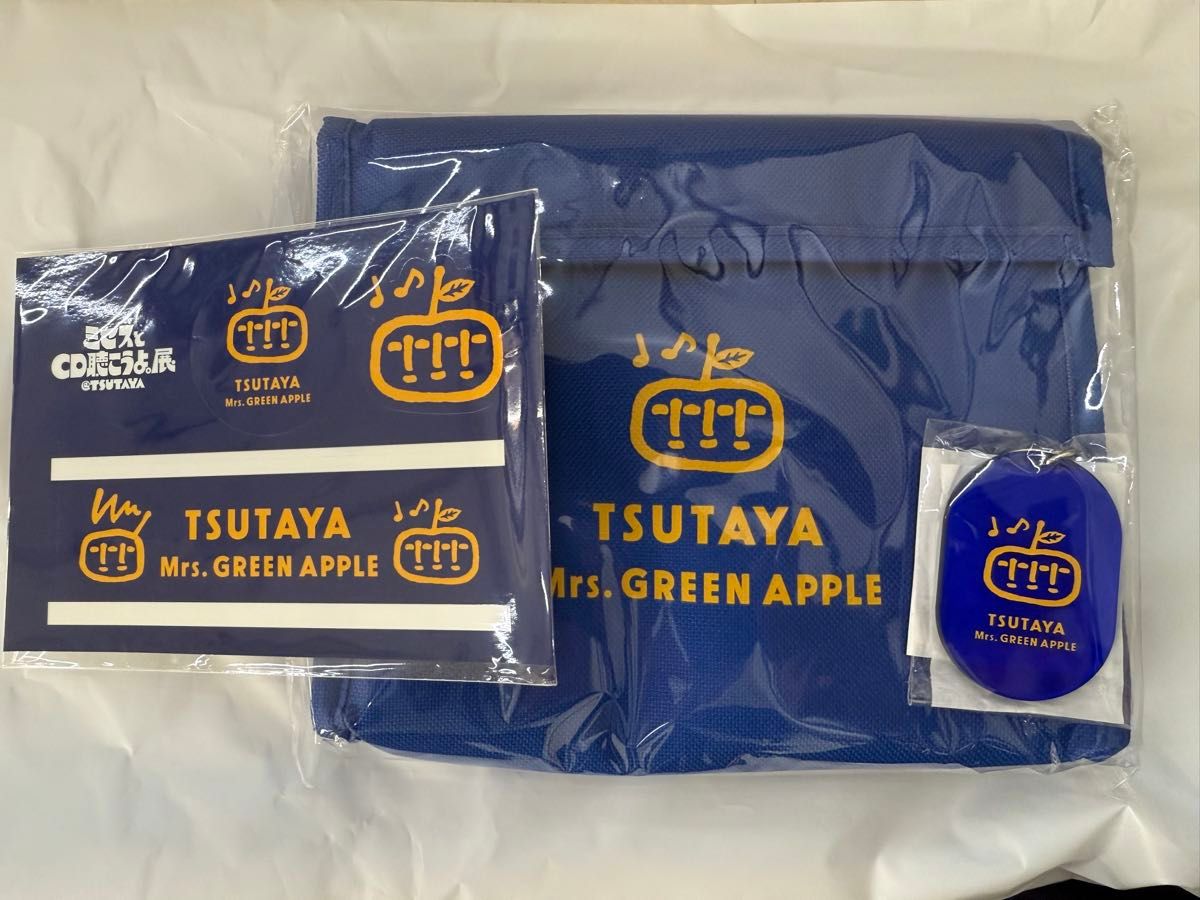 ミセスと
CD聴こうよ。展
@TSUTAYA
TSUTAYA
Mrs. GREEN APPLE
TSUTAYA
Mrs. GREEN APPLE
TSUTAYA
Mrs. GREEN APPLE
TSUTAYA
Mrs. GREEN APPLE